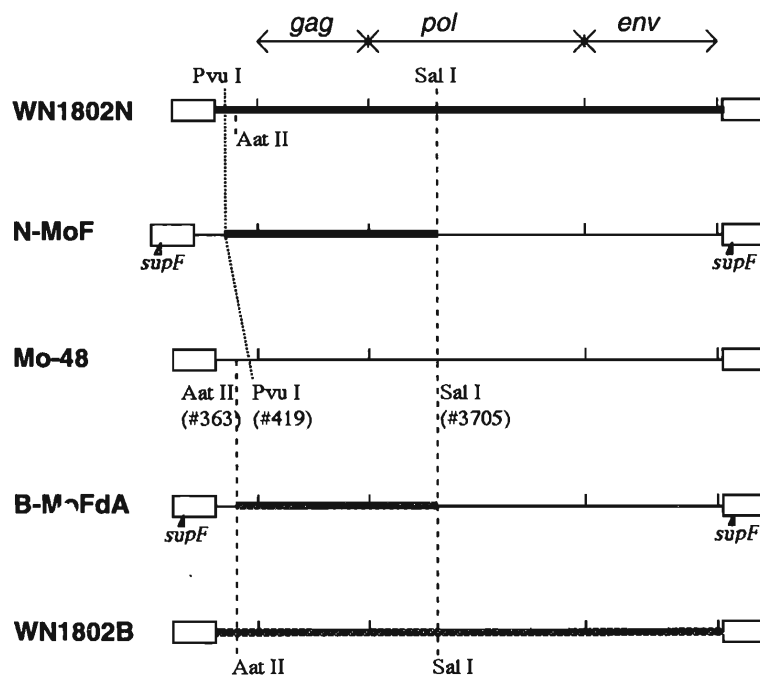 gag pol env
Pvu I Sal I
WN1802N
Aat II
N-MoF
supF supF
Mo-48
Aat II Pvu I Sal I
(#363) (#419) (#3705)
B-MoFdA
supF supF
WN1802B
Aat II Sal I